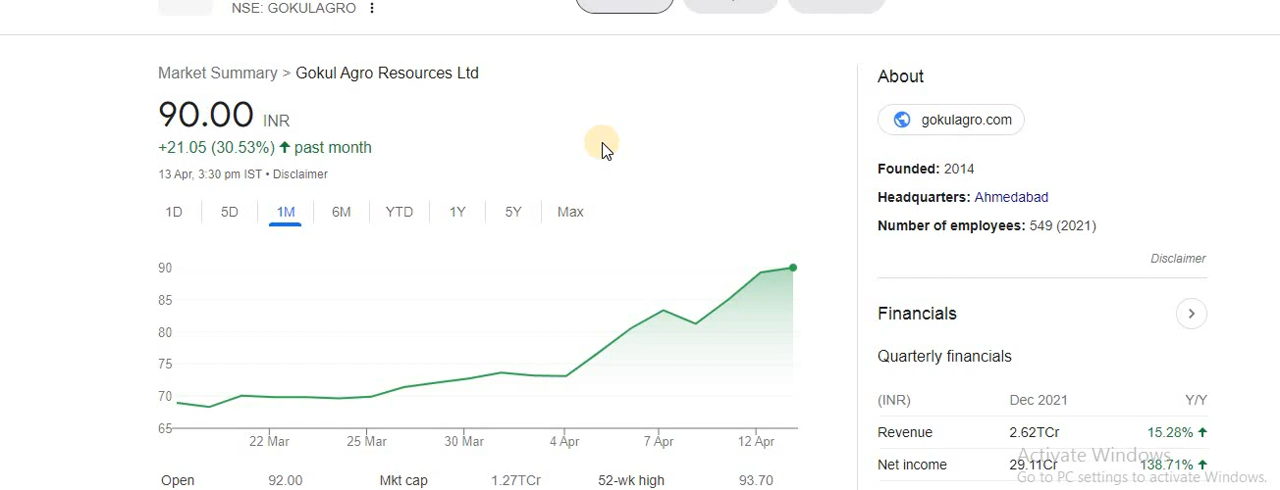 NSE: GOKULAGRO
Market Summary > Gokul Agro Resources Ltd
90.00 INR
+21.05 (30.53%) ↑ past month
13 Apr, 3:30 pm IST • Disclaimer
1D 5D 1M 6M YTD 1Y 5Y Max
90
85
80
75
70
65
22 Mar 25 Mar 30 Mar 4 Apr 7 Apr 12 Apr
Open 92.00 Mkt cap 1.27TCr 52-wk high 93.70
About
gokulagro.com
Founded: 2014
Headquarters: Ahmedabad
Number of employees: 549 (2021)
Disclaimer
Financials
Quarterly financials
(INR) Dec 2021 Y/Y
Revenue 2.62TCr 15.28% ↑
Net income 29.11Cr 138.71% ↑
Activate Windows
Go to PC settings to activate Windows.